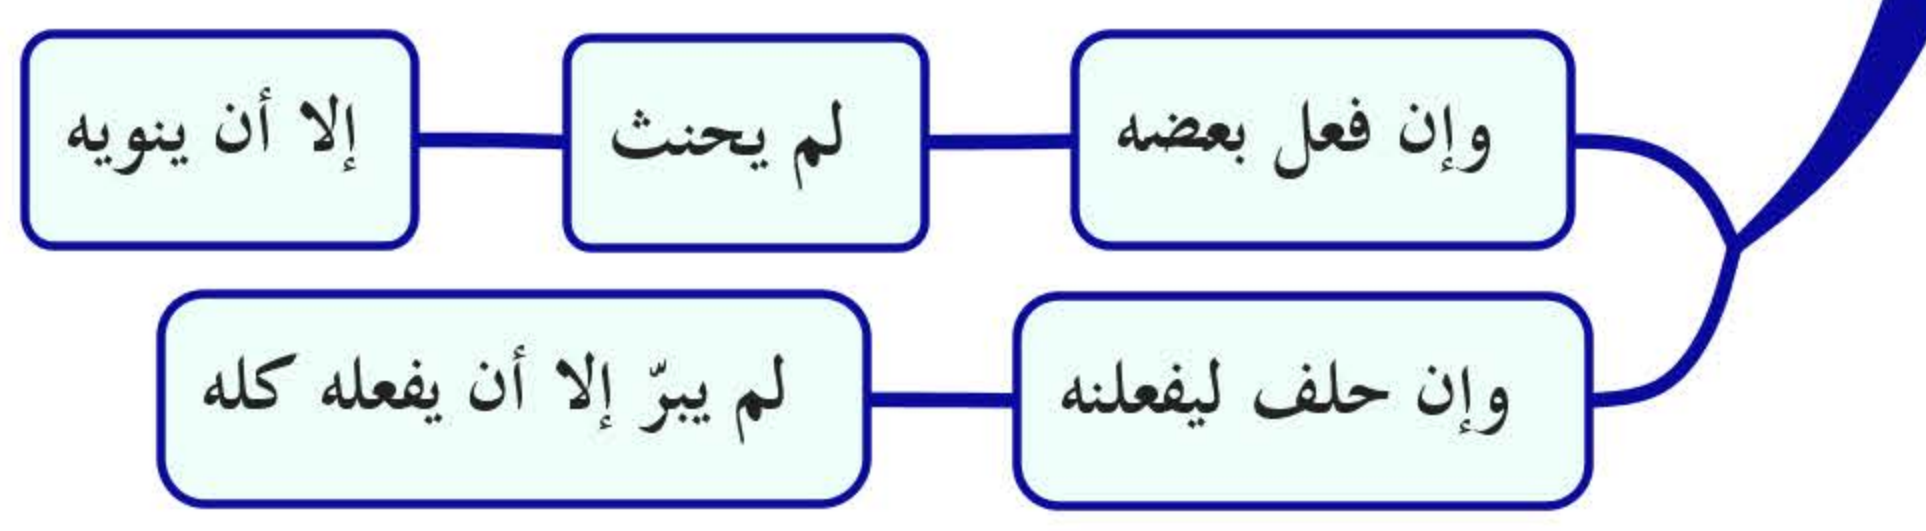 وإن فعل بعضه
لم يحنث
إلا أن ينويه
وإن حلف ليفعلنه
لم يبرّ إلا أن يفعله كله